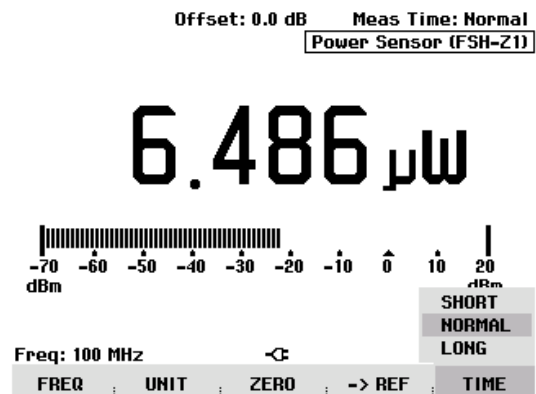 Offset: 0.0 dB Meas Time: Normal
Power Sensor (FSH-Z1)
6.486 µW
-70 -60 -50 -40 -30 -20 -10 0 10 20
dBm dBm
SHORT
NORMAL
LONG
Freq: 100 MHz
FREQ UNIT ZERO -> REF TIME